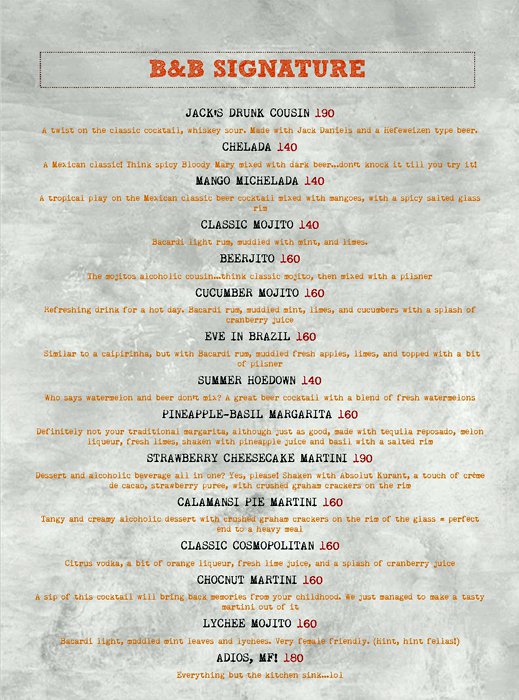 B&B SIGNATURE
JACK'S DRUNK COUSIN 190
A twist on the classic cocktail, whiskey sour. Made with Jack Daniels and a Hefeweizen type beer.
CHELADA 140
A Mexican classic! Think spicy Bloody Mary mixed with dark beer...don't knock it till you try it!
MANGO MICHELADA 140
A tropical play on the Mexican classic beer cocktail mixed with mangoes, with a spicy salted glass
rim
CLASSIC MOJITO 140
Bacardi light rum, muddled with mint, and limes.
BEERJITO 160
The mojitos alcoholic cousin...think classic mojito, then mixed with a pilsner
CUCUMBER MOJITO 160
Refreshing drink for a hot day. Bacardi rum, muddled mint, limes, and cucumbers with a splash of
cranberry juice
EVE IN BRAZIL 160
Similar to a caipirinha, but with Bacardi rum, muddled fresh apples, limes, and topped with a bit
of pilsner
SUMMER HOEDOWN 140
Who says watermelon and beer don't mix? A great beer cocktail with a blend of fresh watermelons
PINEAPPLE-BASIL MARGARITA 160
Definitely not your traditional margarita, although just as good, made with tequila reposado, melon
liqueur, fresh limes, shaken with pineapple juice and basil with a salted rim
STRAWBERRY CHEESECAKE MARTINI 190
Dessert and alcoholic beverage all in one? Yes, please! Shaken with Absolut Kurant, a touch of crème
de cacao, strawberry puree, with crushed graham crackers on the rim
CALAMANSI PIE MARTINI 160
Tangy and creamy alcoholic dessert with crushed graham crackers on the rim of the glass = perfect
end to a heavy meal
CLASSIC COSMOPOLITAN 160
Citrus vodka, a bit of orange liqueur, fresh lime juice, and a splash of cranberry juice
CHOCNUT MARTINI 160
A sip of this cocktail will bring back memories from your childhood. We just managed to make a tasty
martini out of it
LYCHEE MOJITO 160
Bacardi light, muddled mint leaves and lychees. Very female friendly. (Hint, hint fellas!)
ADIOS, MF! 180
Everything but the kitchen sink...lol